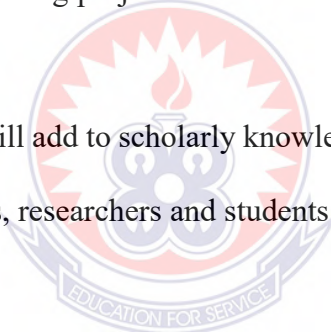 ill add to scholarly knowle
, researchers and students
EDUCATION FOR SERVICE